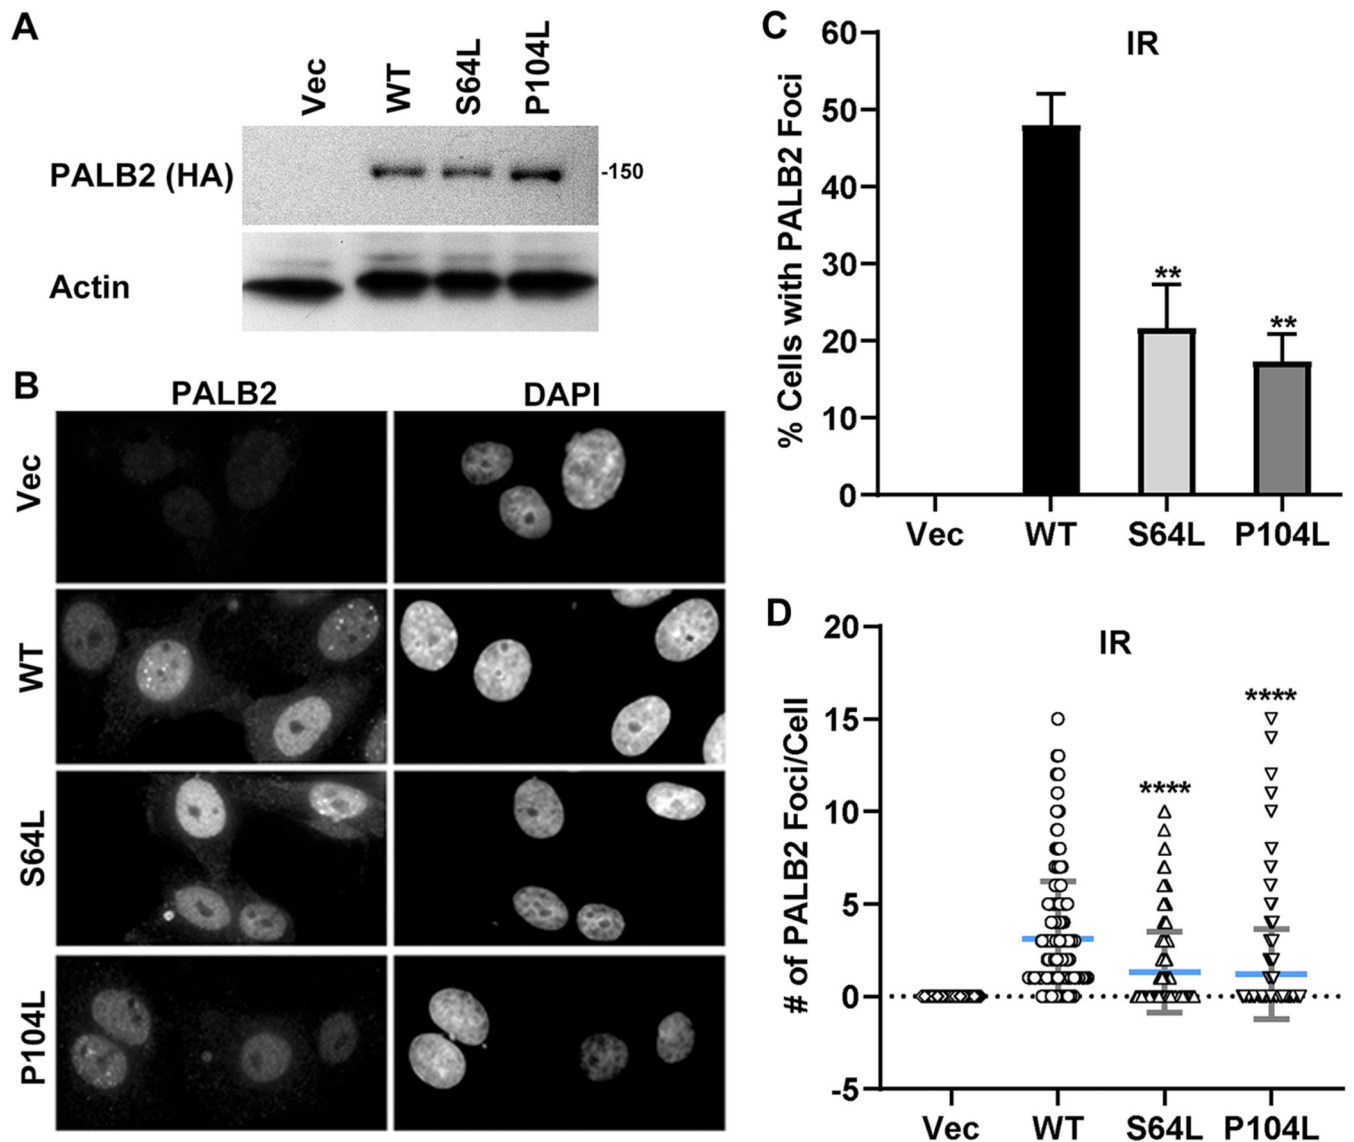 A
Vec
WT
S64L
P104L
PALB2 (HA)
-150
Actin
B
PALB2
DAPI
Vec
WT
S64L
P104L
C
IR
% Cells with PALB2 Foci
60
50
40
30
20
10
0
**
**
Vec
WT
S64L
P104L
D
IR
# of PALB2 Foci/Cell
20
15
10
5
0
-5
****
****
Vec
WT
S64L
P104L